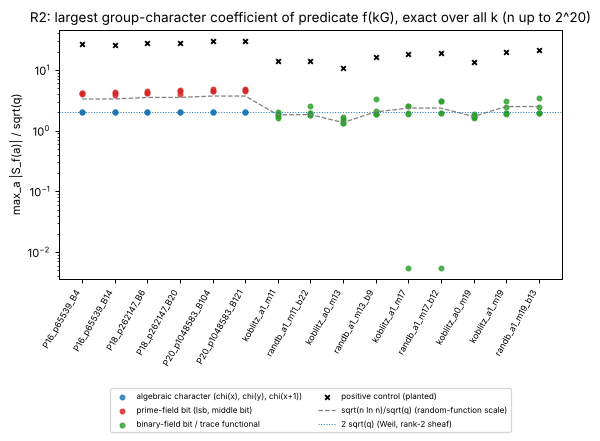 R2: largest group-character coefficient of predicate f(kG), exact over all k (n up to 2^20)
max_a |S_f(a)| / sqrt(q)
10^1
10^0
10^-1
10^-2
P16_p65539_B4
P16_p65539_B14
P18_p262147_B6
P18_p262147_B20
P20_p1048583_B104
P20_p1048583_B121
koblitz_a1_m11
randb_a1_m11_b22
koblitz_a0_m13
randb_a1_m13_b9
koblitz_a1_m17
randb_a1_m17_b12
koblitz_a0_m19
koblitz_a1_m19
randb_a1_m19_b13
algebraic character (chi(x), chi(y), chi(x+1))
prime-field bit (lsb, middle bit)
binary-field bit / trace functional
positive control (planted)
sqrt(n ln n)/sqrt(q) (random-function scale)
2 sqrt(q) (Weil, rank-2 sheaf)